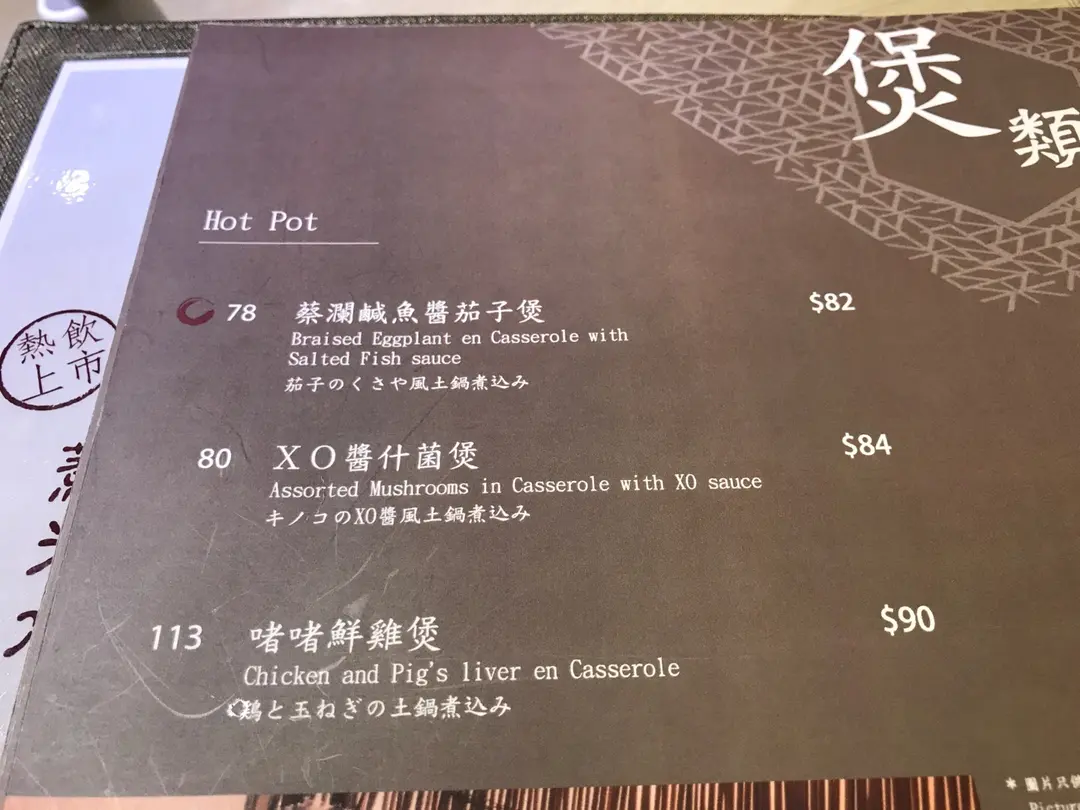 煲
類
Hot Pot
78 蔡瀾鹹魚醬茄子煲 $82
Braised Eggplant en Casserole with
Salted Fish sauce
茄子のくさや風土鍋煮込み
80 XO醬什菌煲 $84
Assorted Mushrooms in Casserole with XO sauce
キノコのXO醬風土鍋煮込み
113 啫啫鮮雞煲 $90
Chicken and Pig's liver en Casserole
鶏と玉ねぎの土鍋煮込み
熱飲
上市
* 圖片只供